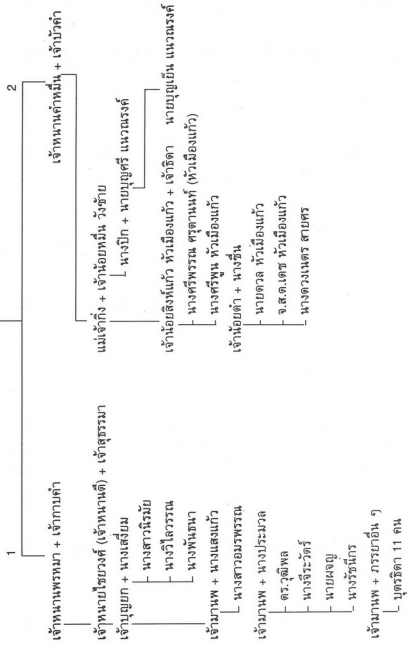 1
เจ้าหนานพรหมา + เจ้ากาบคำ
เจ้าหนานไชยวงศ์ (เจ้าหนานตี) + เจ้าสุธรรมา
เจ้าบุญยก + นางเสงี่ยม
นางสาวนิรมัย
นางวิไลวรรณ
นางพันธนา
เจ้ามานพ + นางแสงแก้ว
นางสาวอมรพรรณ
เจ้ามานพ + นางประมวล
ดร.วุฒิพล
นางจีระวัตร์
นายผจญ
นางรัชนีกร
เจ้ามานพ + ภรรยาอื่น ๆ
บุตรธิดา 11 คน
2
เจ้าหนานคำหมื่น + เจ้าบัวคำ
แม่เจ้ากิ่ง + เจ้าน้อยหมื่น วังซ้าย
นางปิก + นายบุญศรี แนวณรงค์
นายบุญเย็น แนวณรงค์
เจ้าน้อยสิงห์แก้ว หัวเมืองแก้ว + เจ้าธิดา
นางศรีพรรณ ศรุตานนท์ (หัวเมืองแก้ว)
นางศรีพูน หัวเมืองแก้ว
เจ้าน้อยดำ + นางชื่น
นายดวล หัวเมืองแก้ว
จ.ส.ต.เดช หัวเมืองแก้ว
นางดวงเนตร สายศร